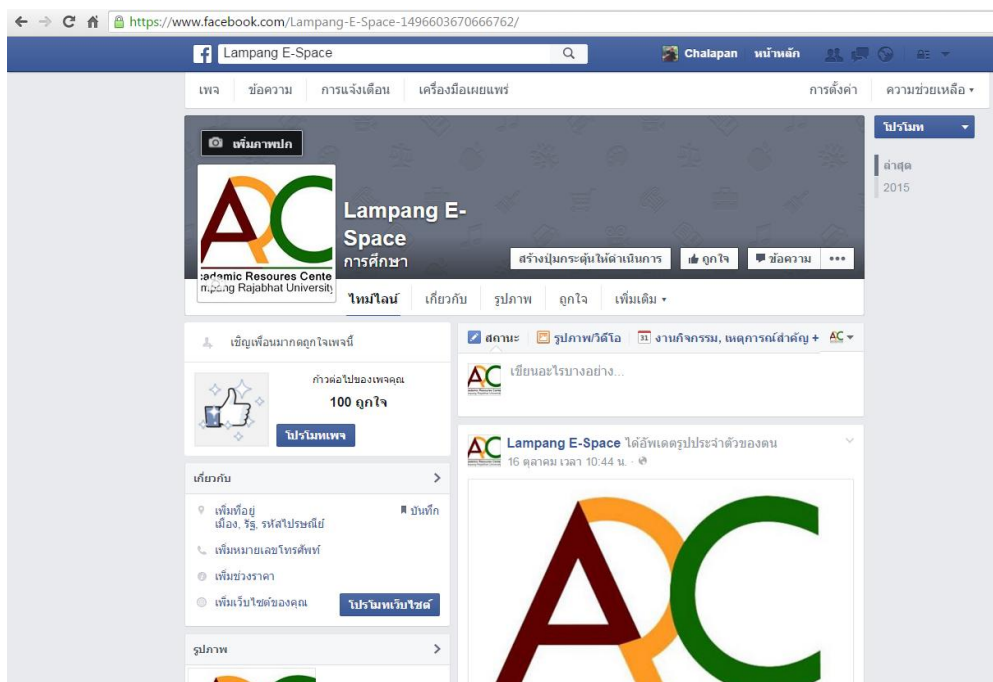 https://www.facebook.com/Lampang-E-Space-1496603670666762/
Lampang E-Space
Chalapan หน้าหลัก
เพจ ข้อความ การแจ้งเตือน เครื่องมือเผยแพร่ การตั้งค่า ความช่วยเหลือ
โปรโมท
เพิ่มภาพปก
ล่าสุด
2015
ARC
Lampang E-
Space
การศึกษา
สร้างปุ่มกระตุ้นให้ดำเนินการ ถูกใจ ข้อความ
ademic Resoures Cente
mpang Rajabhat University
ไทม์ไลน์ เกี่ยวกับ รูปภาพ ถูกใจ เพิ่มเติม
เชิญเพื่อนมากดถูกใจเพจนี้
ก้าวต่อไปของเพจคุณ
100 ถูกใจ
โปรโมทเพจ
สถานะ รูปภาพ/วิดีโอ 31 งานกิจกรรม, เหตุการณ์สำคัญ + ARC
ARC เขียนอะไรบางอย่าง...
เกี่ยวกับ
เพิ่มที่อยู่ บันทึก
เมือง, รัฐ, รหัสไปรษณีย์
เพิ่มหมายเลขโทรศัพท์
เพิ่มช่วงราคา
เพิ่มเว็บไซต์ของคุณ โปรโมทเว็บไซต์
รูปภาพ
ARC Lampang E-Space ได้อัพเดตรูปประจำตัวของตน
16 ตุลาคม เวลา 10:44 น.
ARC